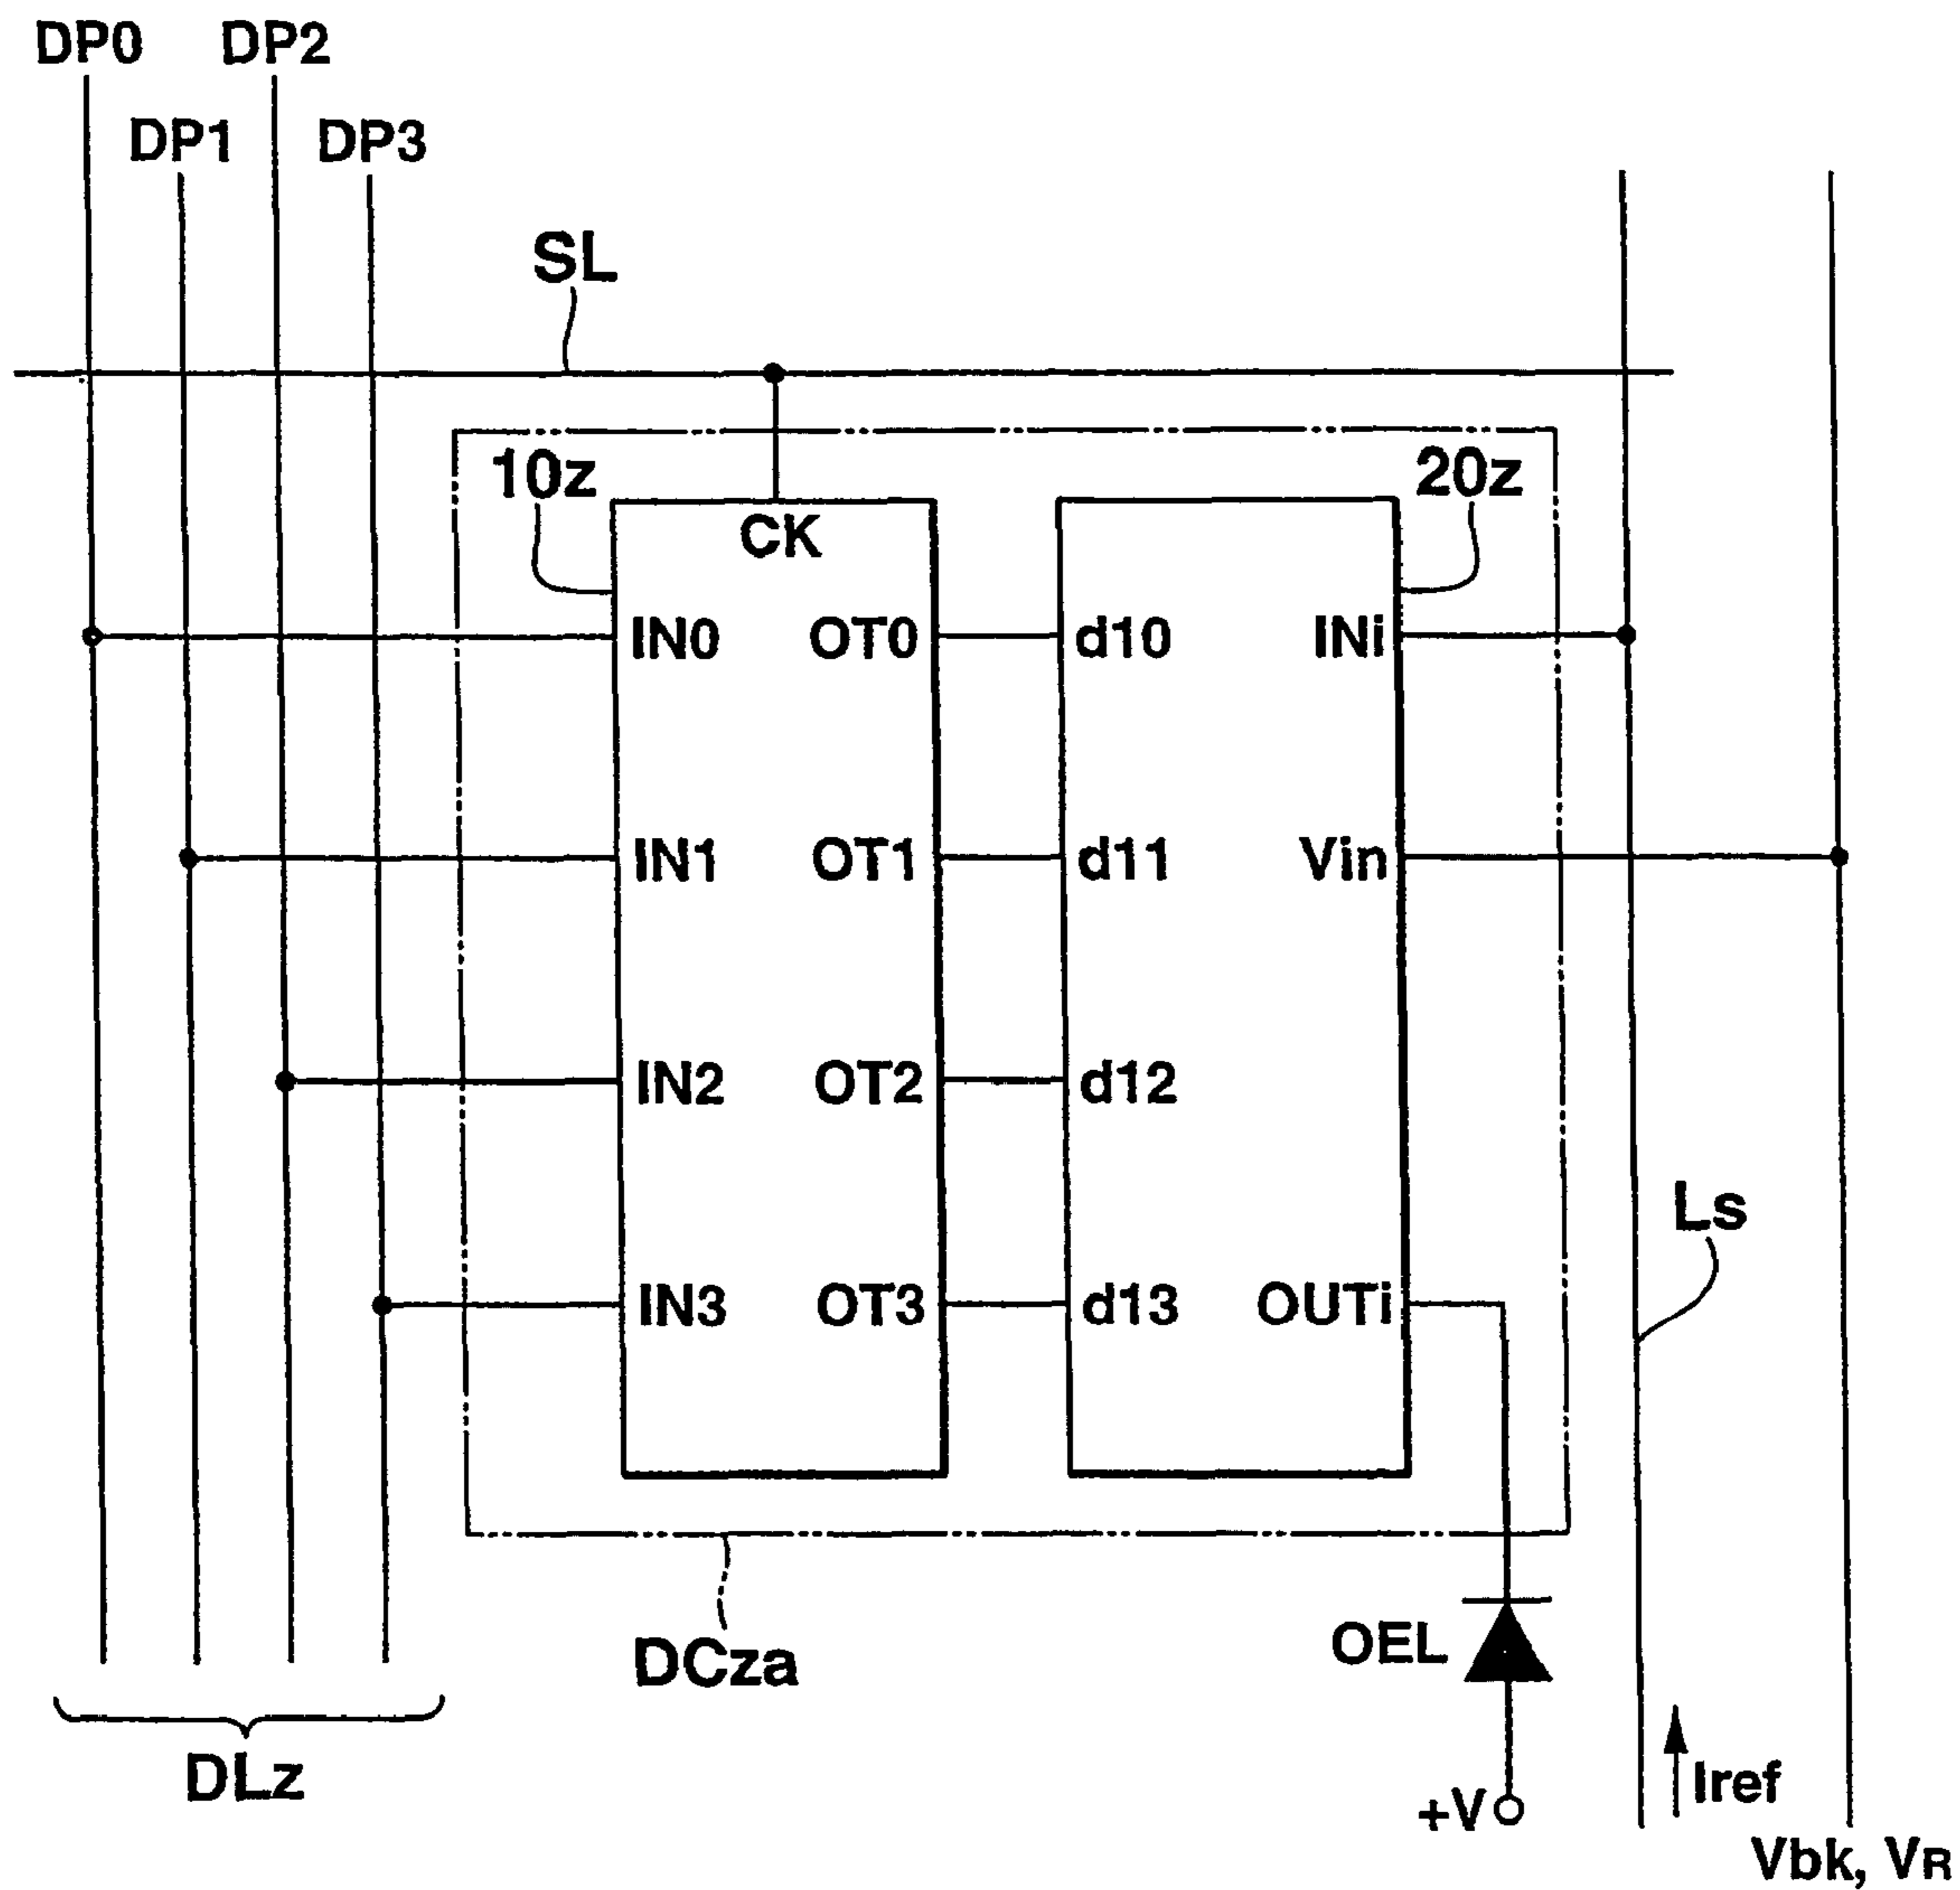 DP0 DP2
DP1 DP3
SL
10z 20z
CK
IN0 OT0 d10 INi
IN1 OT1 d11 Vin
IN2 OT2 d12
Ls
IN3 OT3 d13 OUTi
OEL
DCza
DLz
Iref
+V
Vbk, VR